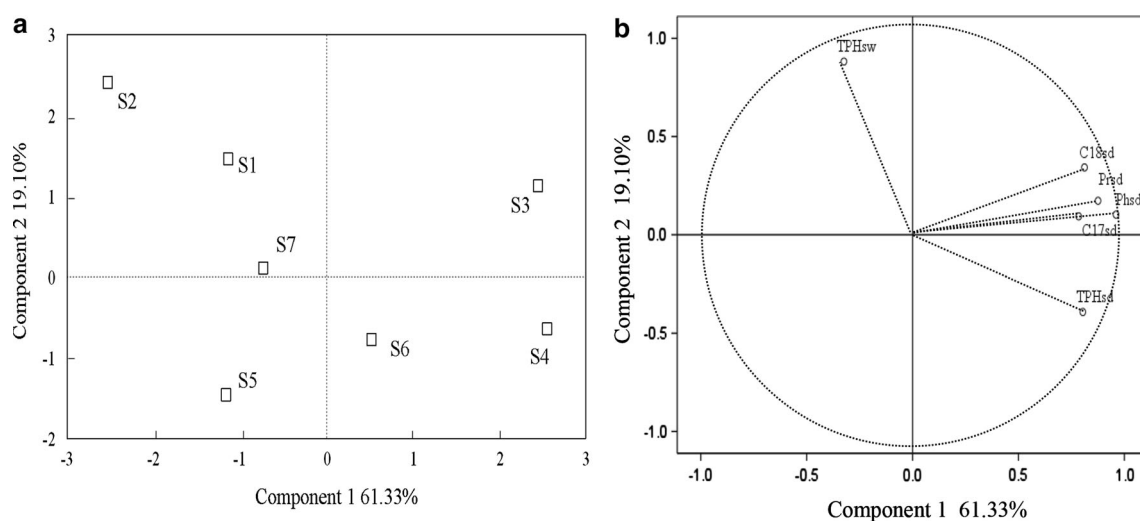 a
3
2
1
0
-1
-2
-3
-2
-1
0
1
2
3
S2
S1
S7
S3
S6
S4
S5
Component 2 19.10%
Component 1 61.33%
b
1.0
0.5
0.0
-0.5
-1.0
-1.0
-0.5
0.0
0.5
1.0
TPHsw
C18sd
Prsd
Phsd
C17sd
TPHsd
Component 2 19.10%
Component 1 61.33%